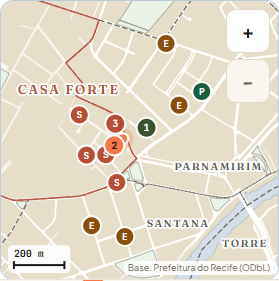 E
+
P
−
CASA FORTE
E
S
3
1
2
S
S
PARNAMIRIM
S
E
SANTANA
E
TORRE
200 m
Base: Prefeitura do Recife (ODbL)